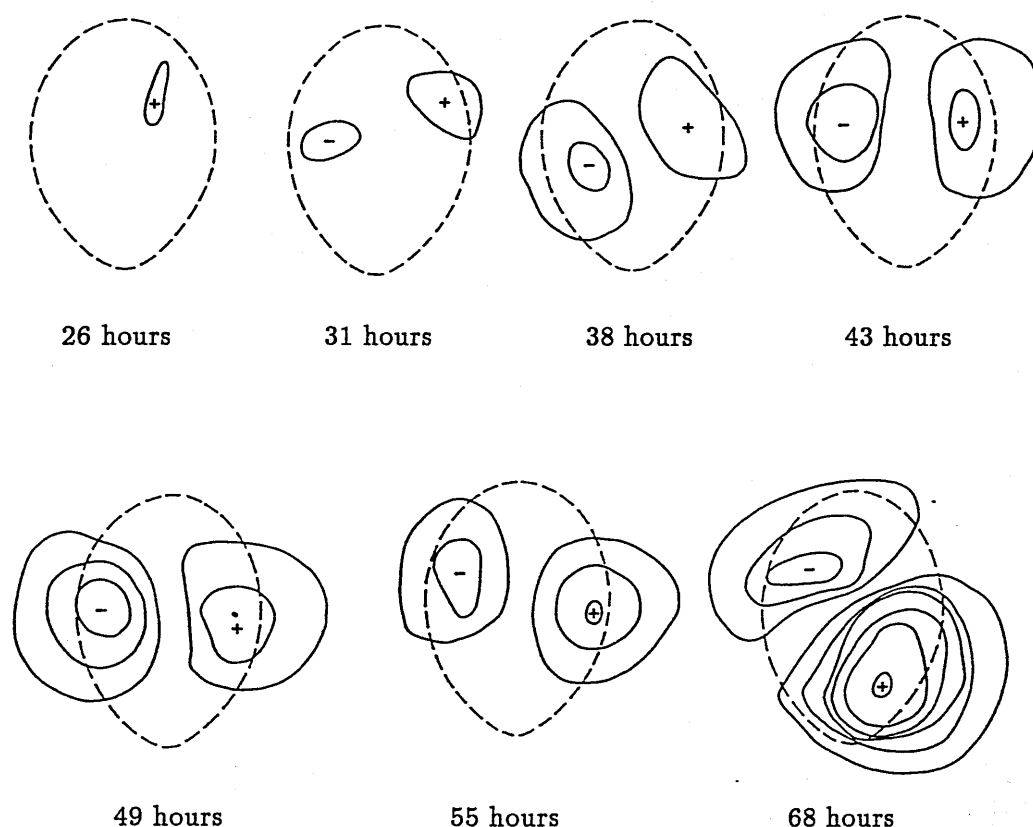 +
26 hours
- +
31 hours
- +
38 hours
- +
43 hours
- +
49 hours
- +
55 hours
- +
68 hours